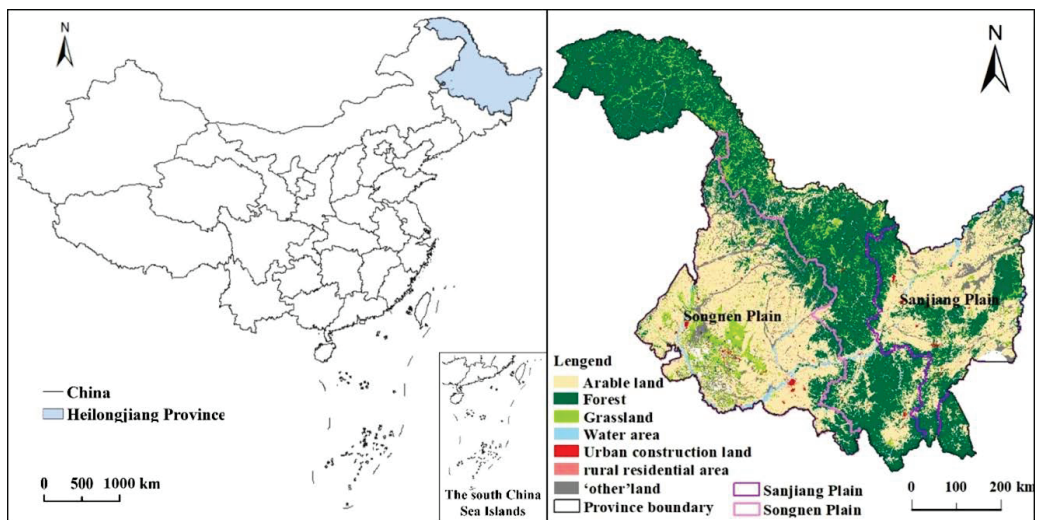 N
China
Heilongjiang Province
0 500 1000 km
The south China
Sea Islands
N
Songnen Plain
Sanjiang Plain
Lengend
Arable land
Forest
Grassland
Water area
Urban construction land
rural residential area
‘other’land
Province boundary
Sanjiang Plain
Songnen Plain
0 100 200 km